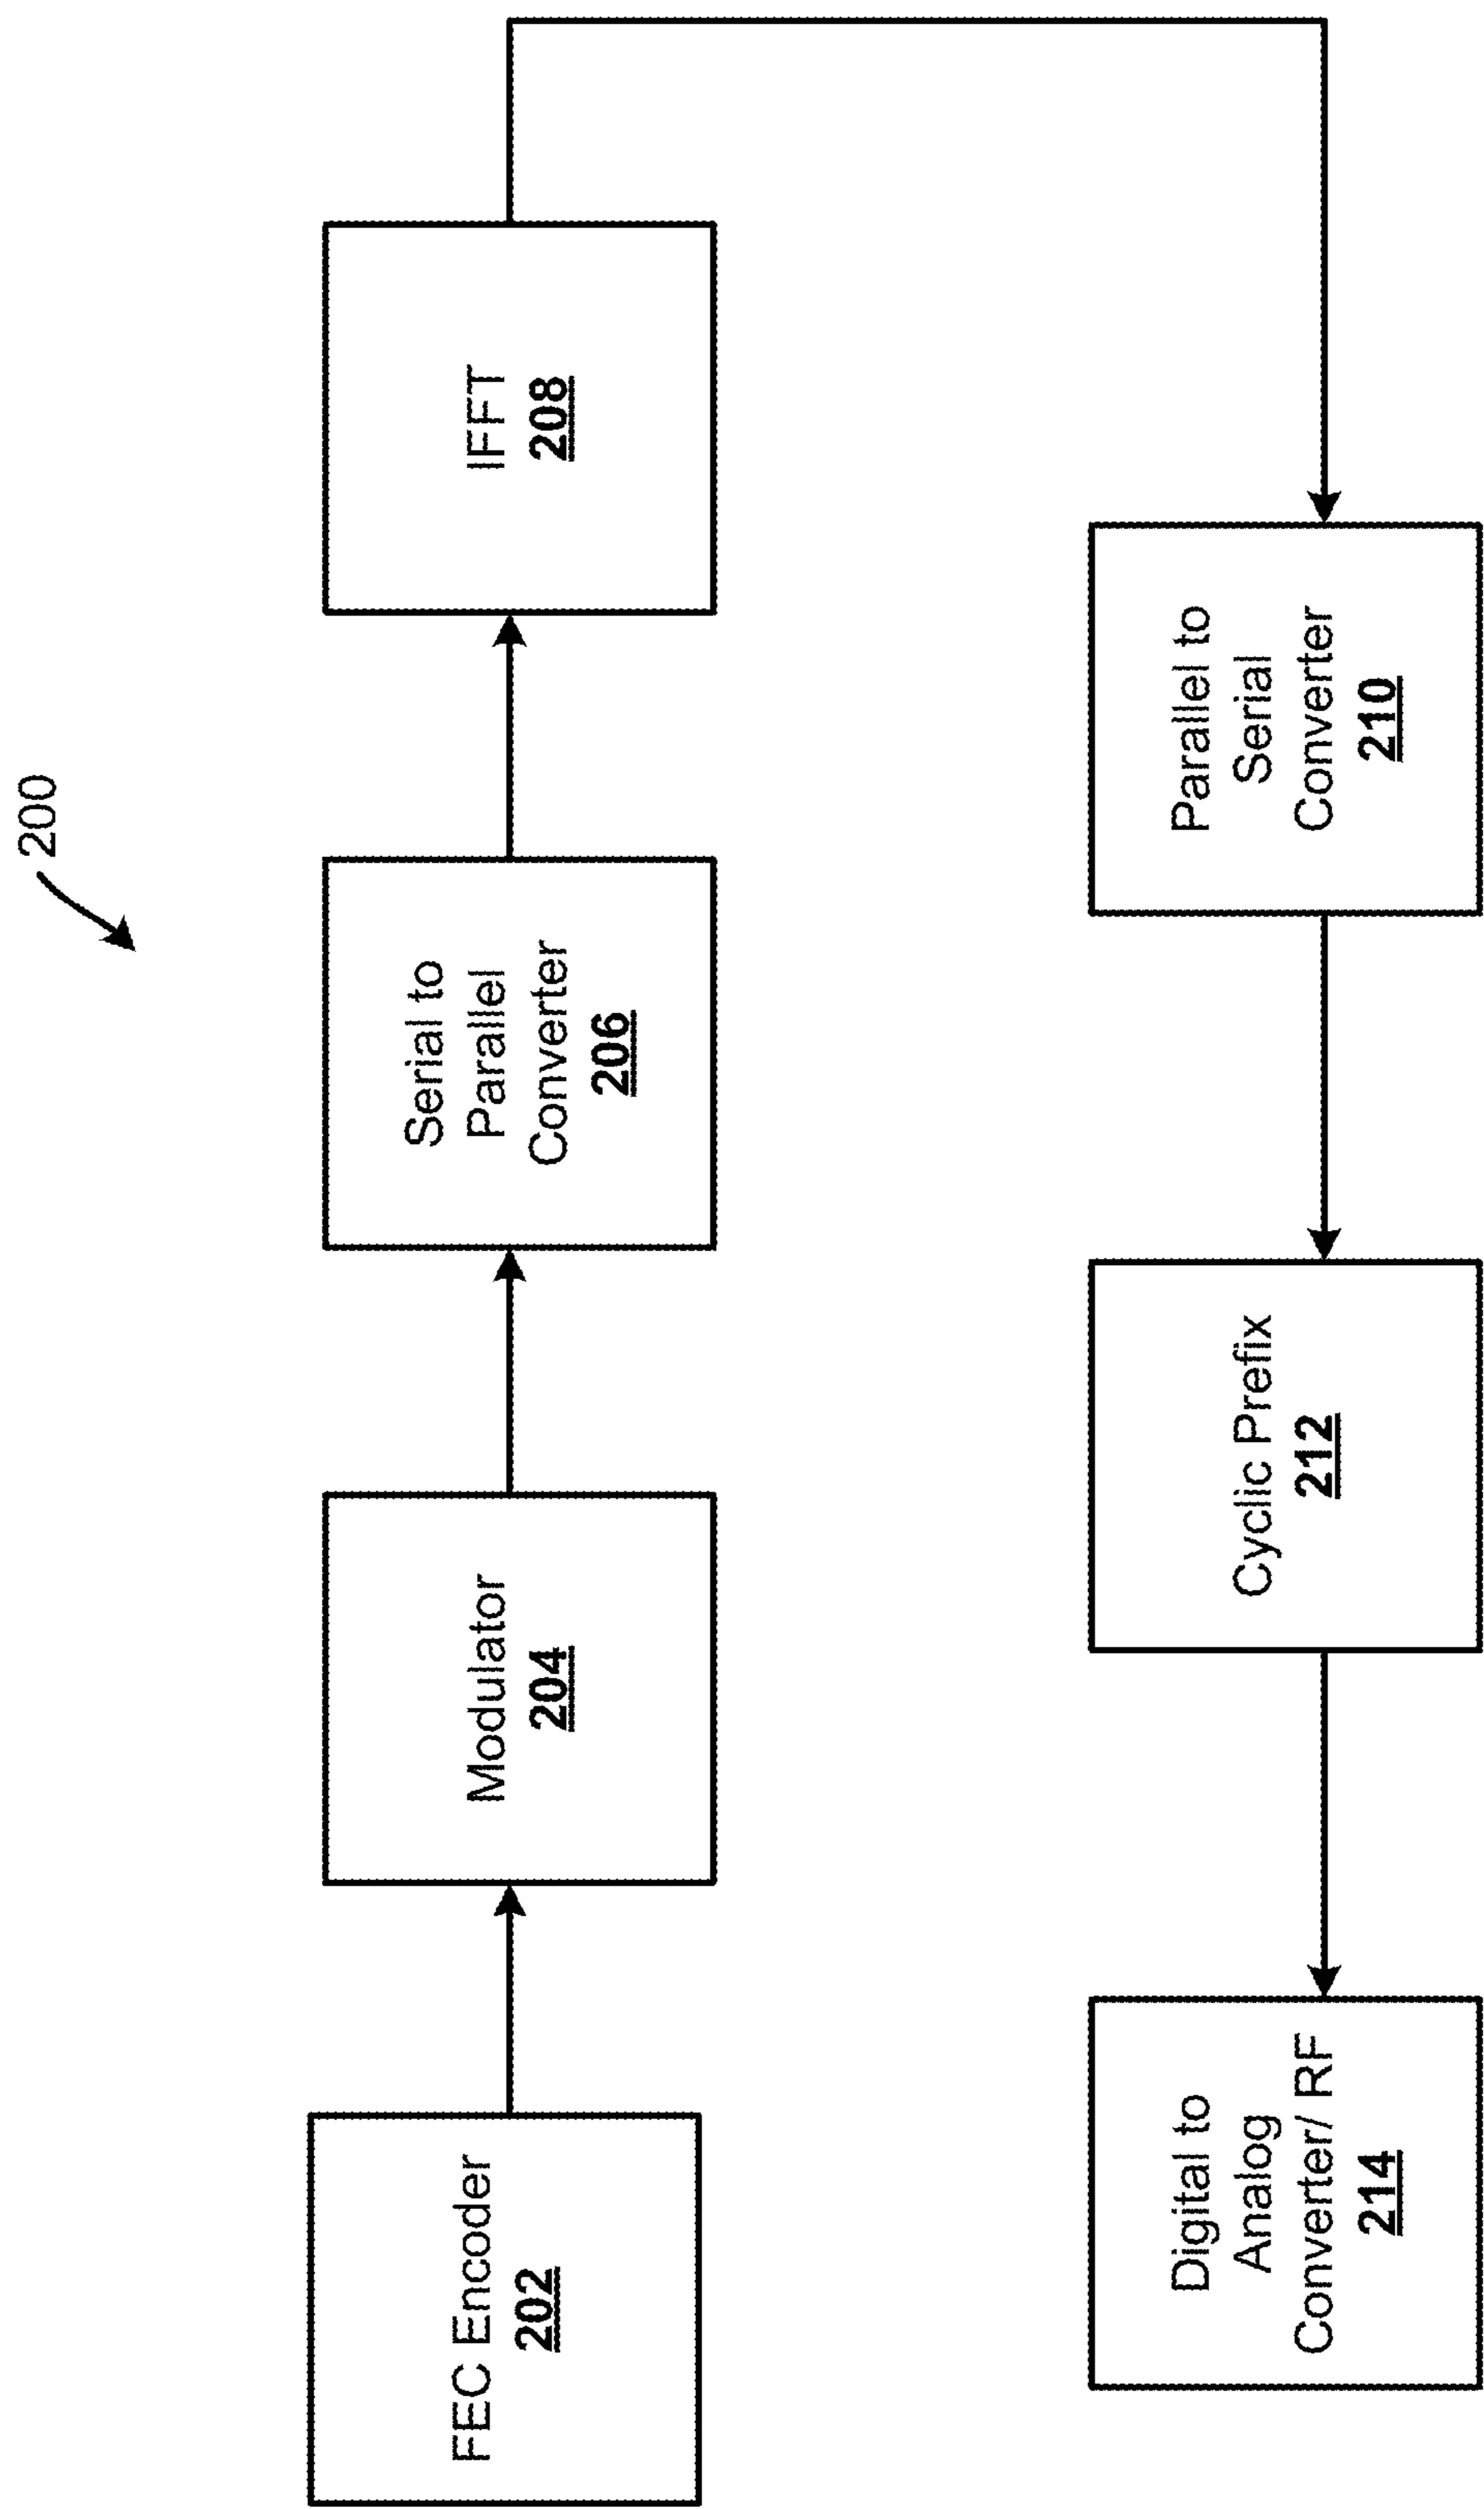 200
FEC Encoder
202
Modulator
204
Serial to
Parallel
Converter
206
IFFT
208
Parallel to
Serial
Converter
210
Cyclic Prefix
212
Digital to
Analog
Converter/ RF
214